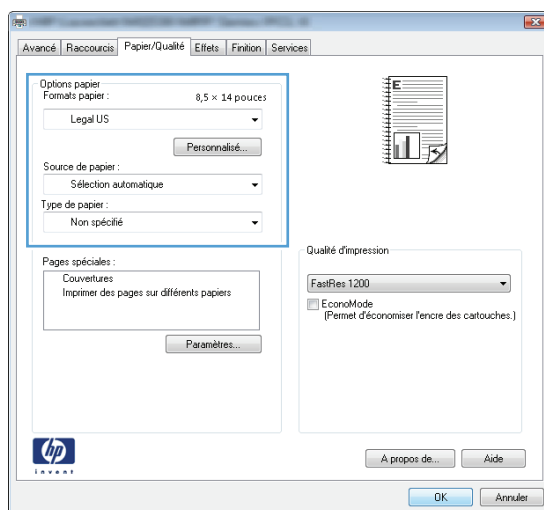 Avancé Raccourcis Papier/Qualité Effets Finition Services
Options papier
Formats papier : 8,5 × 14 pouces
Legal US
Personnalisé...
Source de papier :
Sélection automatique
Type de papier :
Non spécifié
E
Pages spéciales :
Couvertures
Imprimer des pages sur différents papiers
Paramètres...
Qualité d'impression
FastRes 1200
EconoMode
(Permet d'économiser l'encre des cartouches.)
hp
invent
A propos de... Aide
OK Annuler